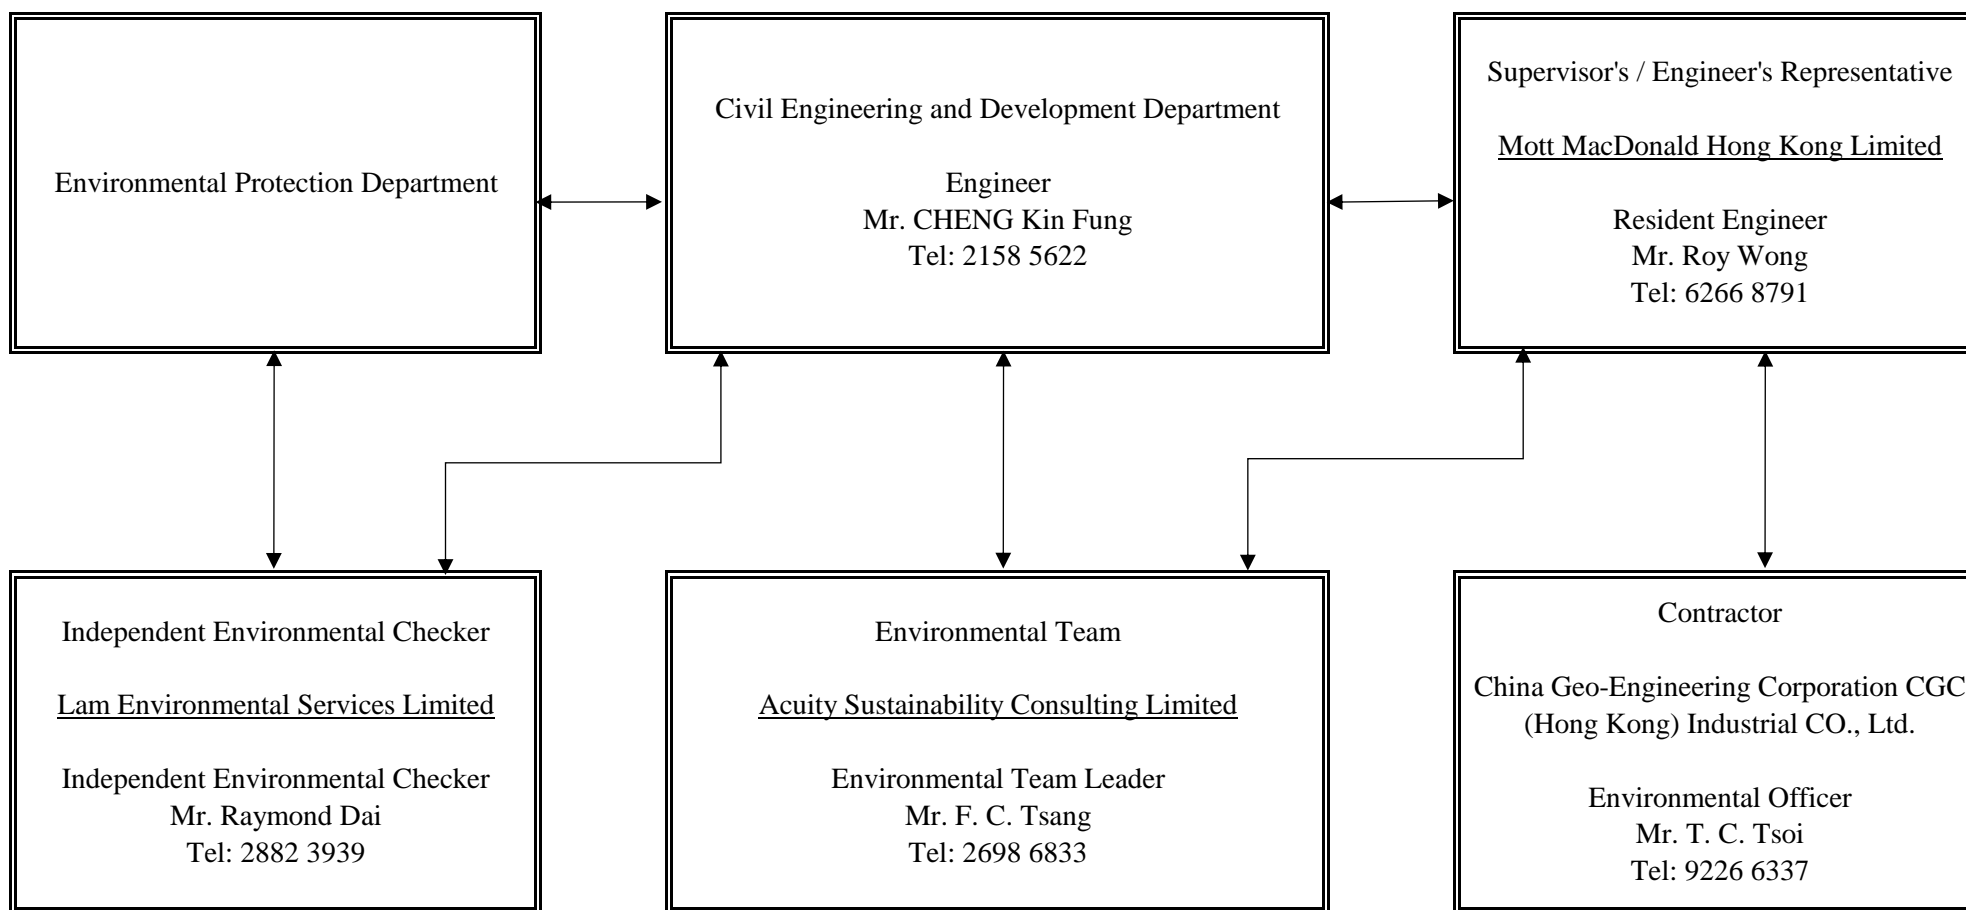 Environmental Protection Department
Civil Engineering and Development Department
Engineer
Mr. CHENG Kin Fung
Tel: 2158 5622
Supervisor's / Engineer's Representative
Mott MacDonald Hong Kong Limited
Resident Engineer
Mr. Roy Wong
Tel: 6266 8791
Independent Environmental Checker
Lam Environmental Services Limited
Independent Environmental Checker
Mr. Raymond Dai
Tel: 2882 3939
Environmental Team
Acuity Sustainability Consulting Limited
Environmental Team Leader
Mr. F. C. Tsang
Tel: 2698 6833
Contractor
China Geo-Engineering Corporation CGC
(Hong Kong) Industrial CO., Ltd.
Environmental Officer
Mr. T. C. Tsoi
Tel: 9226 6337